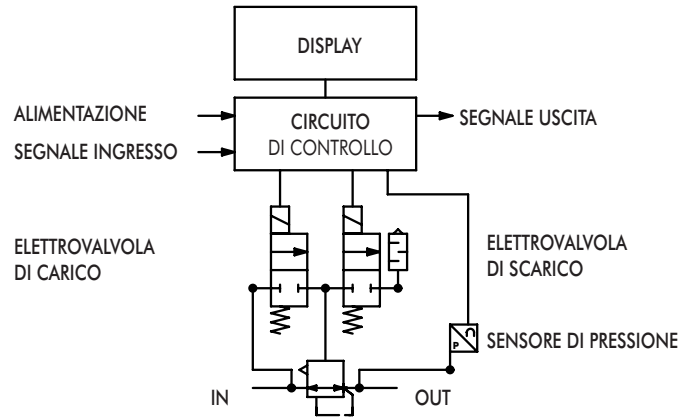 DISPLAY
ALIMENTAZIONE
SEGNALE INGRESSO
CIRCUITO
DI CONTROLLO
SEGNALE USCITA
ELETTROVALVOLA
DI CARICO
ELETTROVALVOLA
DI SCARICO
P
SENSORE DI PRESSIONE
IN
OUT